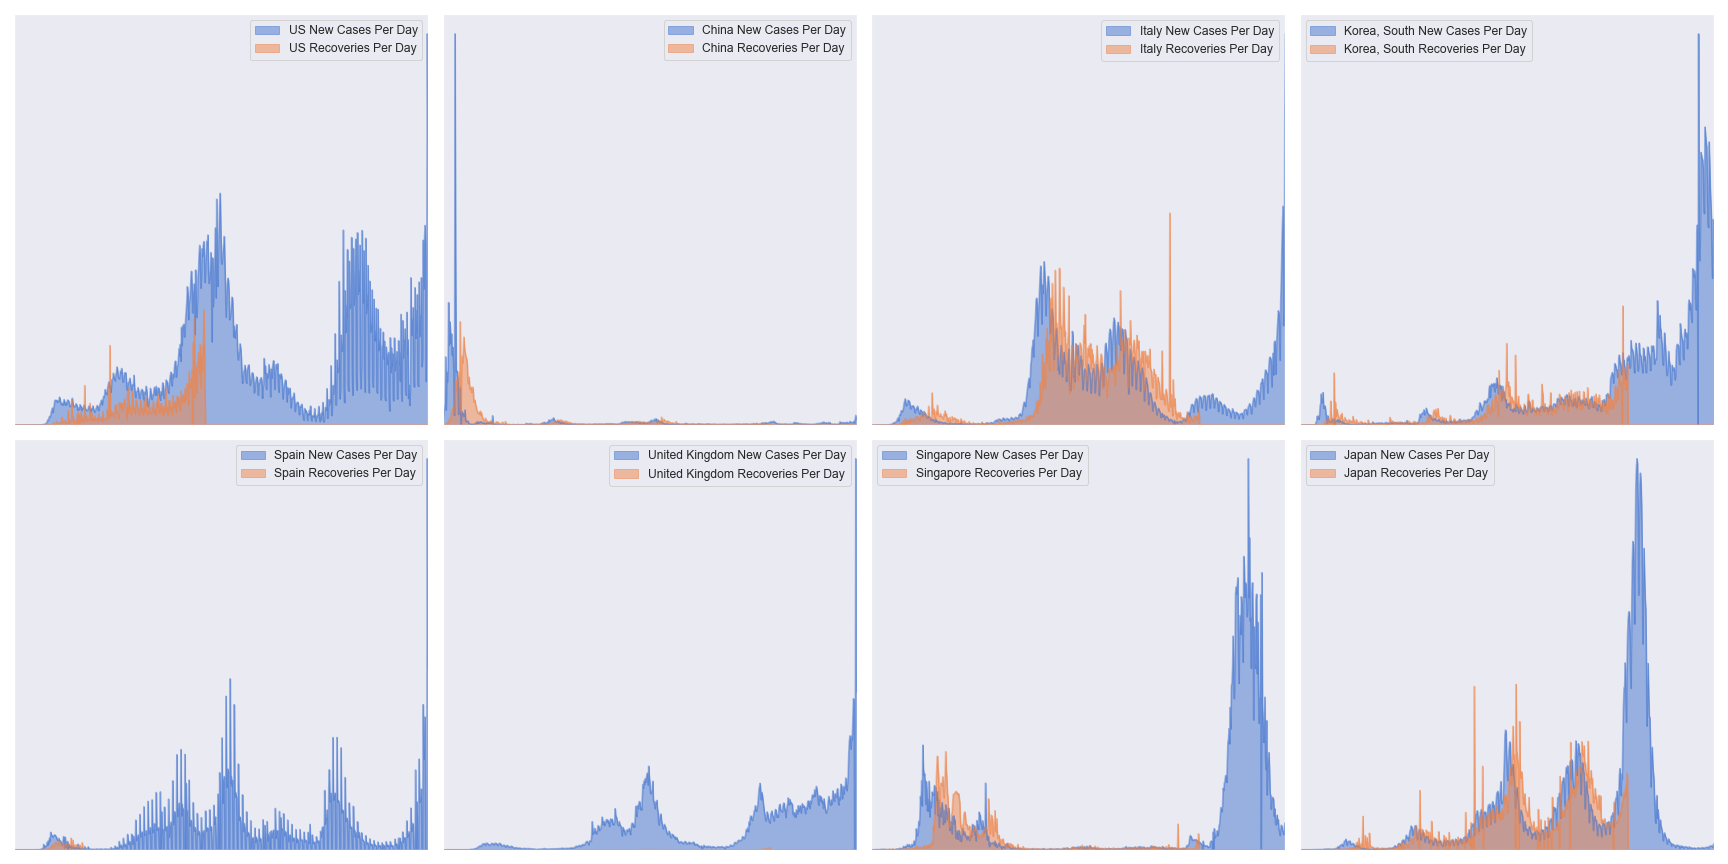 US New Cases Per Day
US Recoveries Per Day
China New Cases Per Day
China Recoveries Per Day
Italy New Cases Per Day
Italy Recoveries Per Day
Korea, South New Cases Per Day
Korea, South Recoveries Per Day
Spain New Cases Per Day
Spain Recoveries Per Day
United Kingdom New Cases Per Day
United Kingdom Recoveries Per Day
Singapore New Cases Per Day
Singapore Recoveries Per Day
Japan New Cases Per Day
Japan Recoveries Per Day